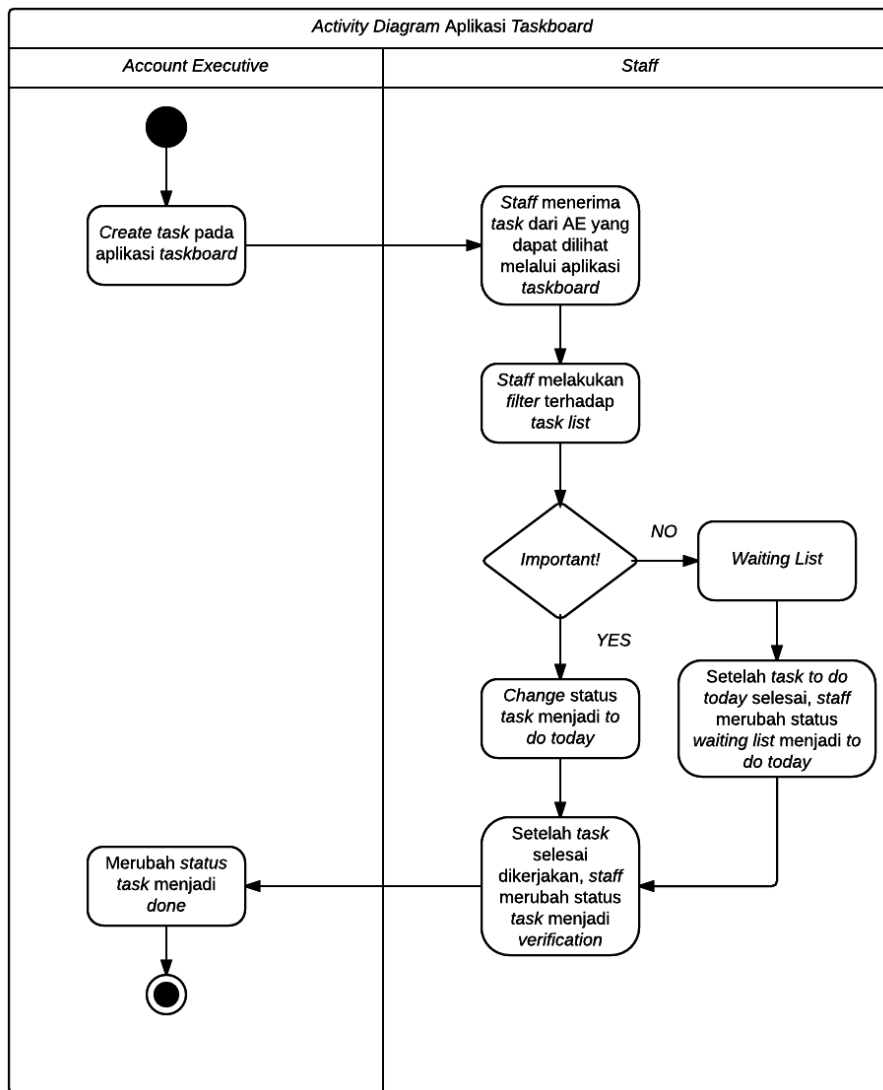 Activity Diagram Aplikasi Taskboard
Account Executive
Staff
Create task pada
aplikasi taskboard
Staff menerima
task dari AE yang
dapat dilihat
melalui aplikasi
taskboard
Staff melakukan
filter terhadap
task list
Important!
NO
Waiting List
YES
Change status
task menjadi to
do today
Setelah task to do
today selesai, staff
merubah status
waiting list menjadi to
do today
Setelah task
selesai
dikerjakan, staff
merubah status
task menjadi
verification
Merubah status
task menjadi
done